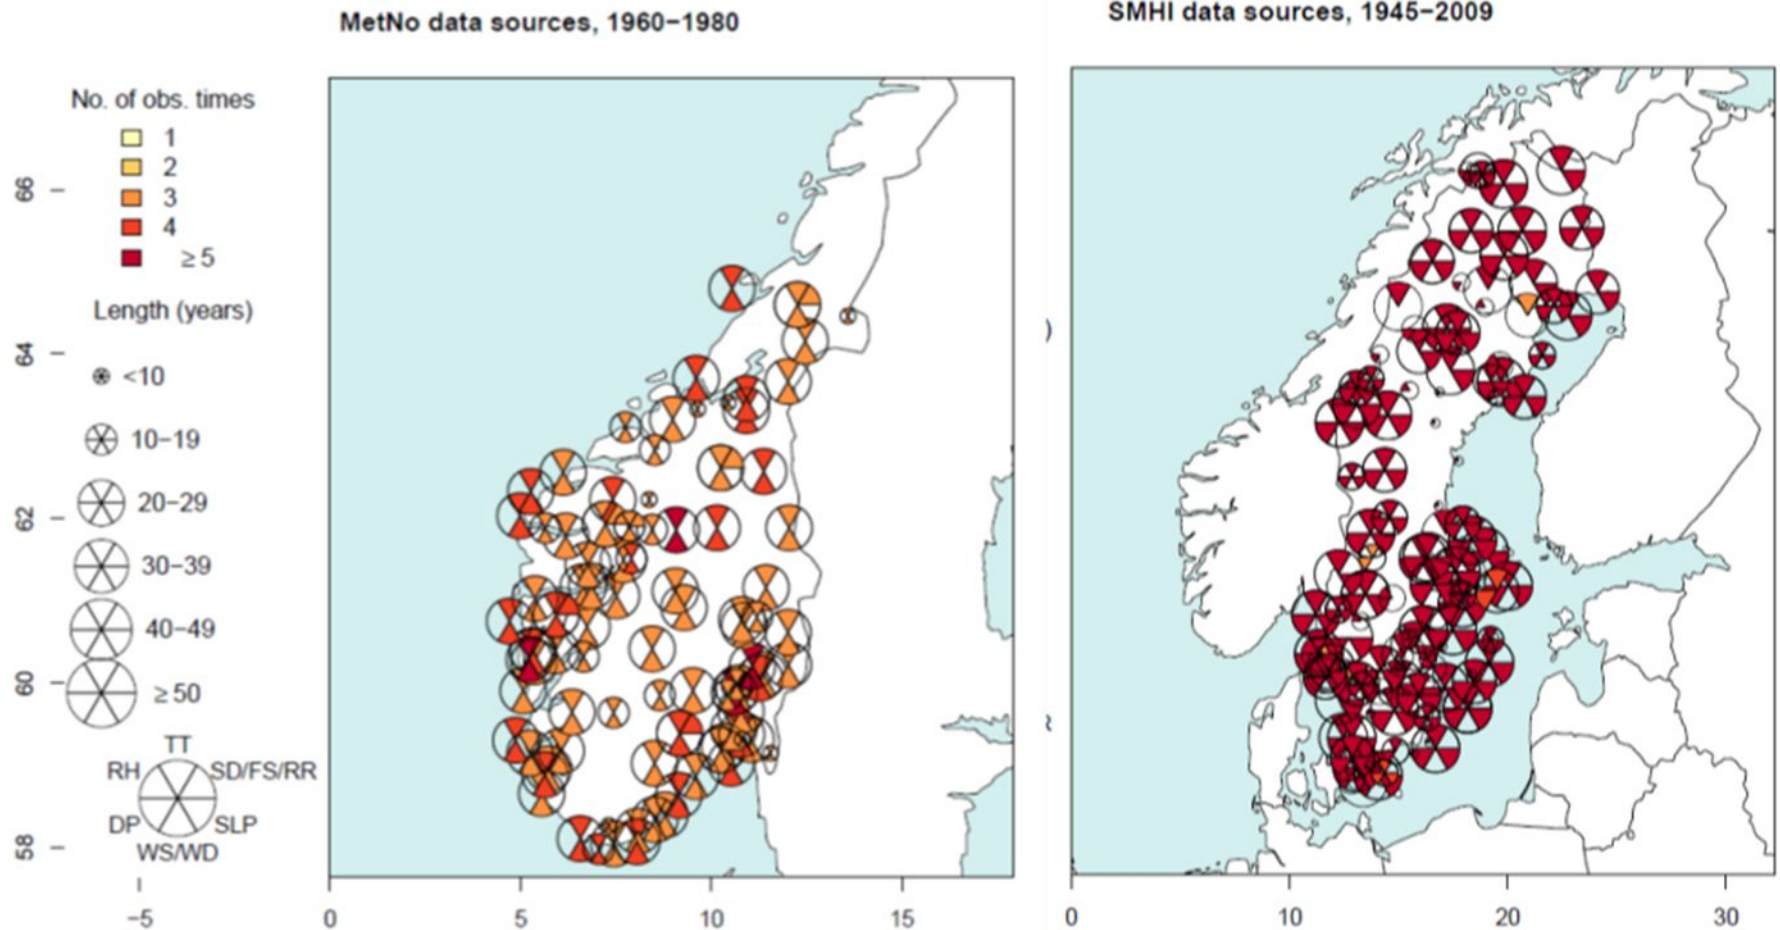 MetNo data sources, 1960−1980
SMHI data sources, 1945−2009
No. of obs. times
1
2
3
4
≥ 5
Length (years)
<10
10−19
20−29
30−39
40−49
≥ 50
TT
RH
SD/FS/RR
DP
SLP
WS/WD
66
64
62
60
58
−5
0
5
10
15
)
0
10
20
30